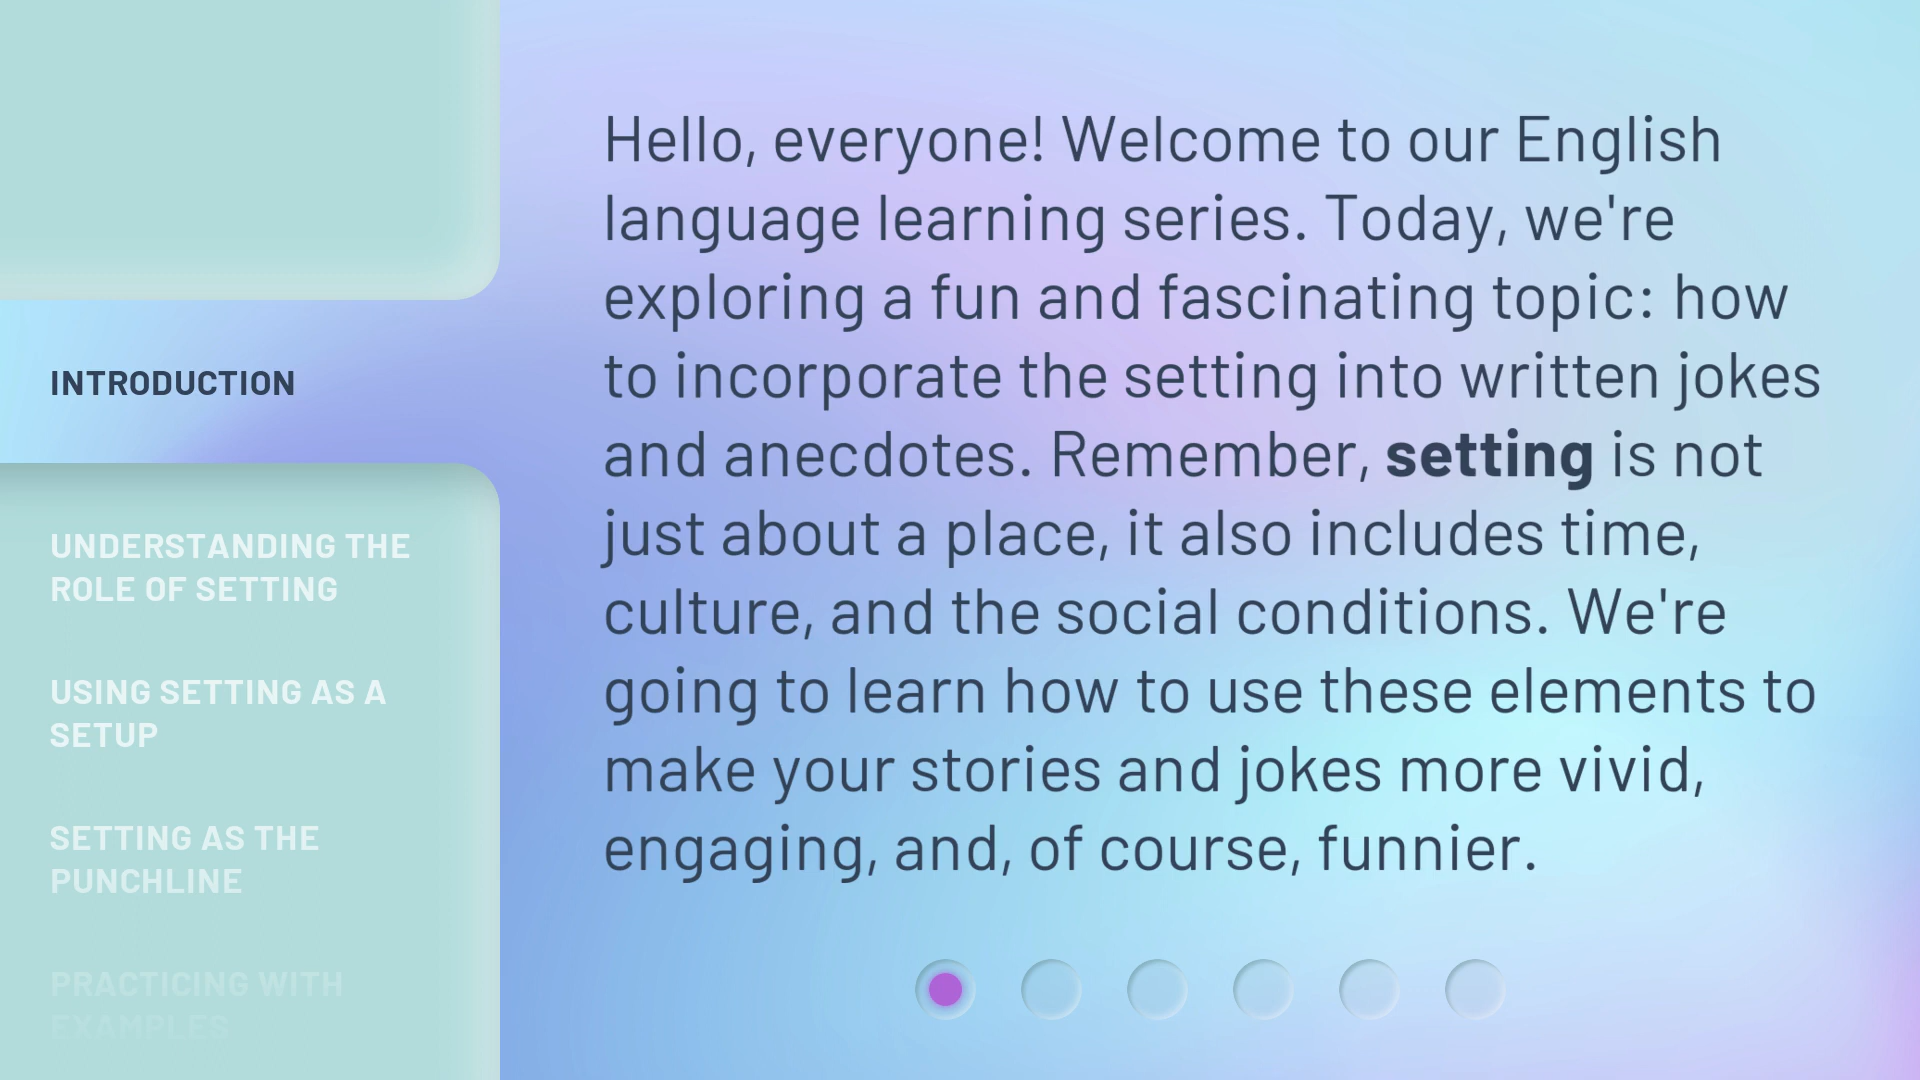 INTRODUCTION
UNDERSTANDING THE
ROLE OF SETTING
USING SETTING AS A
SETUP
SETTING AS THE
PUNCHLINE
PRACTICING WITH
EXAMPLES
Hello, everyone! Welcome to our English
language learning series. Today, we're
exploring a fun and fascinating topic: how
to incorporate the setting into written jokes
and anecdotes. Remember, setting is not
just about a place, it also includes time,
culture, and the social conditions. We're
going to learn how to use these elements to
make your stories and jokes more vivid,
engaging, and, of course, funnier.